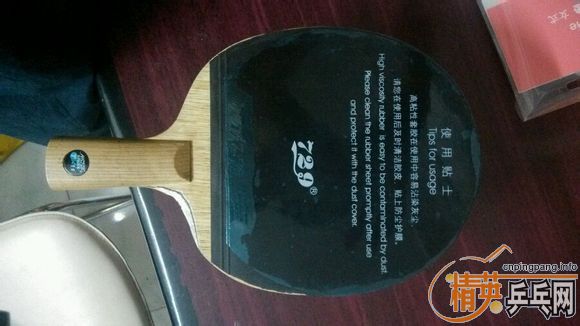 使用贴士
Tips for usage
高粘性套胶在使用中容易沾染灰尘
请您在使用后及时清洁胶皮 贴上防尘护膜.
High viscosity rubber is easy to be contaminated by dust
Please clean the rubber sheet promptly after use
and protect it with the dust cover.
729®
女式
cnpingpang.info
精英乒乓网